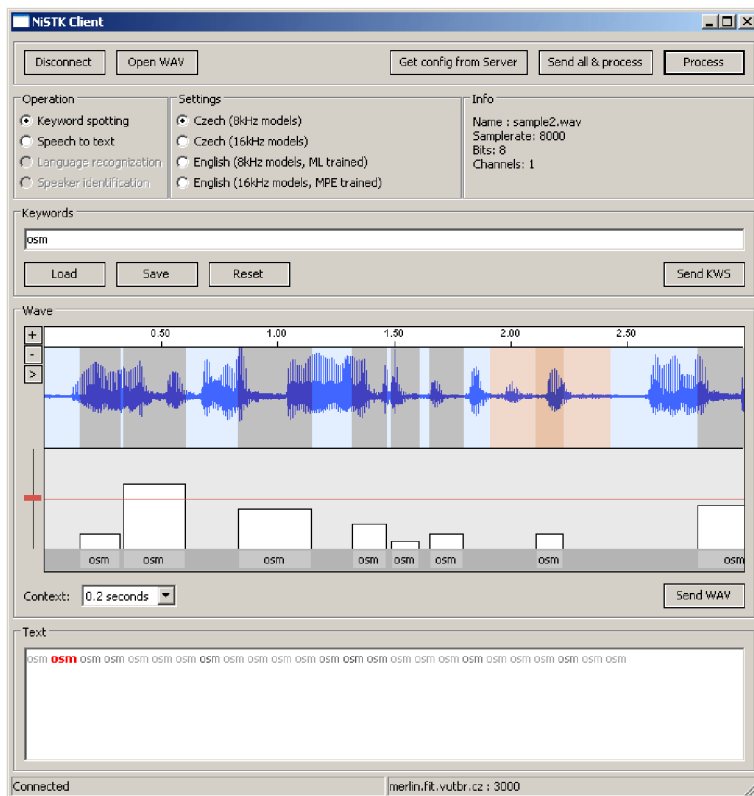 NiSTK Client
Disconnect Open WAV Get config from Server Send all & process Process
Operation Settings Info
Keyword spotting Czech (8kHz models) Name : sample2.wav
Speech to text Czech (16kHz models) Samplerate: 8000
Language recognization English (8kHz models, ML trained) Bits: 8
Speaker identification English (16kHz models, MPE trained) Channels: 1
Keywords
osm
Load Save Reset Send KWS
Wave
+ 0.50 1.00 1.50 2.00 2.50
-
>
osm osm osm osm osm osm osm osm
Context: 0.2 seconds Send WAV
Text
osm osm osm osm osm osm osm osm osm osm osm osm osm osm osm osm osm osm osm osm osm osm osm osm osm
Connected merlin.fit.vutbr.cz : 3000